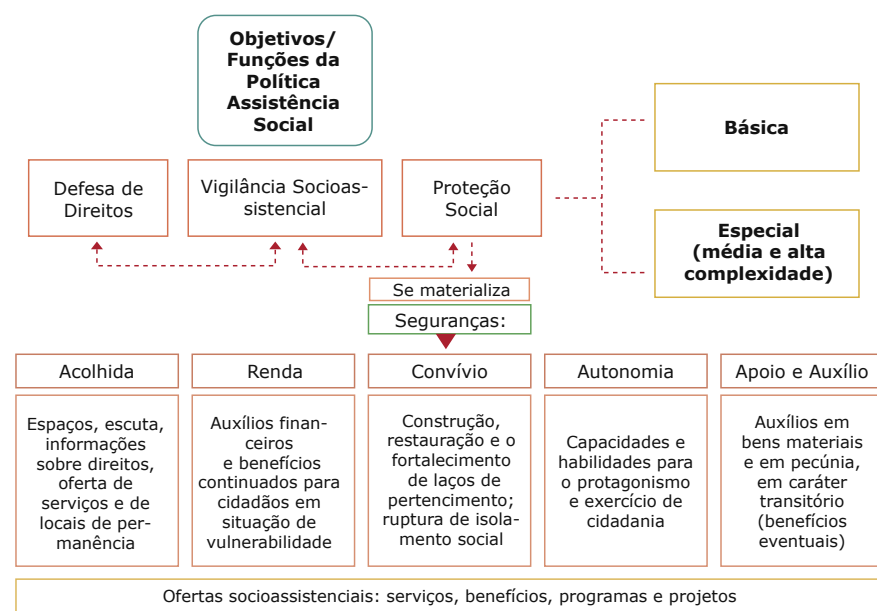 Objetivos/
Funções da
Política
Assistência
Social
Básica
Defesa de
Direitos
Vigilância Socioas-
sistencial
Proteção
Social
Especial
(média e alta
complexidade)
Se materializa
Seguranças:
Acolhida
Renda
Convívio
Autonomia
Apoio e Auxílio
Espaços, escuta,
informações
sobre direitos,
oferta de
serviços e de
locais de per-
manência
Auxílios finan-
ceiros
e benefícios
continuados para
cidadãos em
situação de
vulnerabilidade
Construção,
restauração e o
fortalecimento
de laços de
pertencimento;
ruptura de isola-
mento social
Capacidades e
habilidades para
o protagonismo
e exercício de
cidadania
Auxílios em
bens materiais
e em pecúnia,
em caráter
transitório
(benefícios
eventuais)
Ofertas socioassistenciais: serviços, benefícios, programas e projetos